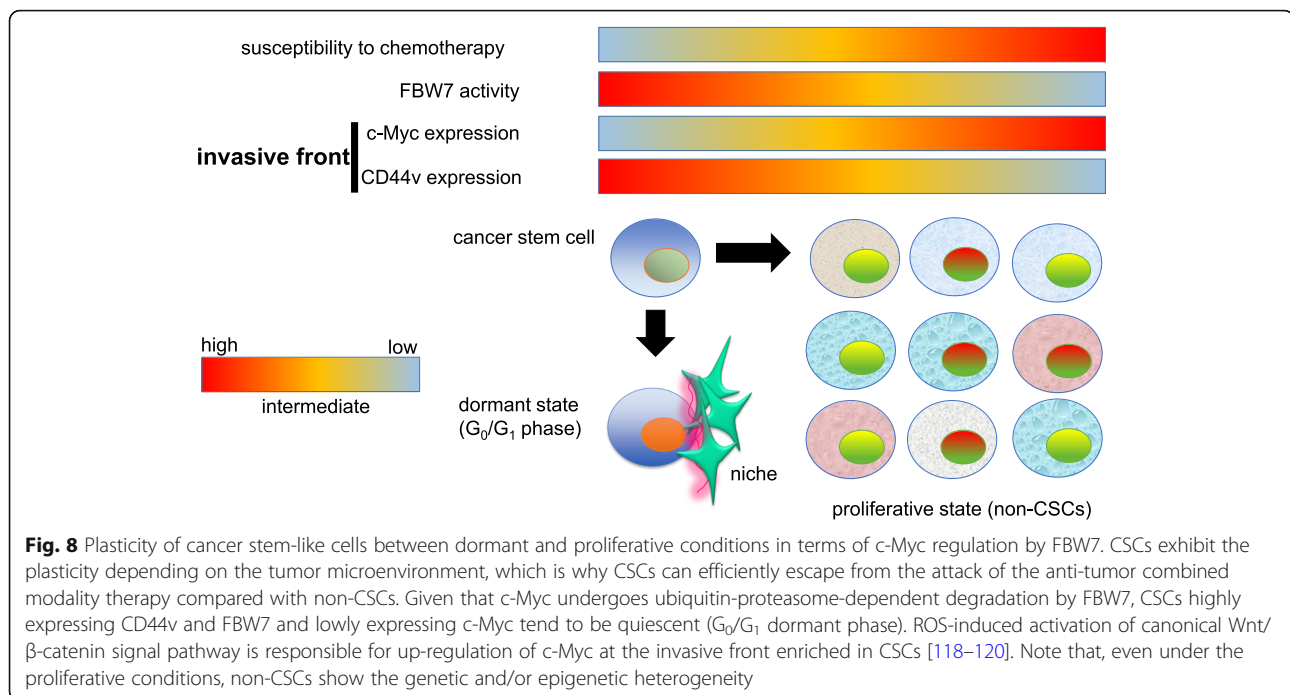 susceptibility to chemotherapy
FBW7 activity
c-Myc expression
invasive front
CD44v expression
cancer stem cell
high
low
intermediate
dormant state
(G₀/G₁ phase)
niche
proliferative state (non-CSCs)
Fig. 8 Plasticity of cancer stem-like cells between dormant and proliferative conditions in terms of c-Myc regulation by FBW7. CSCs exhibit the
plasticity depending on the tumor microenvironment, which is why CSCs can efficiently escape from the attack of the anti-tumor combined
modality therapy compared with non-CSCs. Given that c-Myc undergoes ubiquitin-proteasome-dependent degradation by FBW7, CSCs highly
expressing CD44v and FBW7 and lowly expressing c-Myc tend to be quiescent (G₀/G₁ dormant phase). ROS-induced activation of canonical Wnt/
β-catenin signal pathway is responsible for up-regulation of c-Myc at the invasive front enriched in CSCs [118–120]. Note that, even under the
proliferative conditions, non-CSCs show the genetic and/or epigenetic heterogeneity